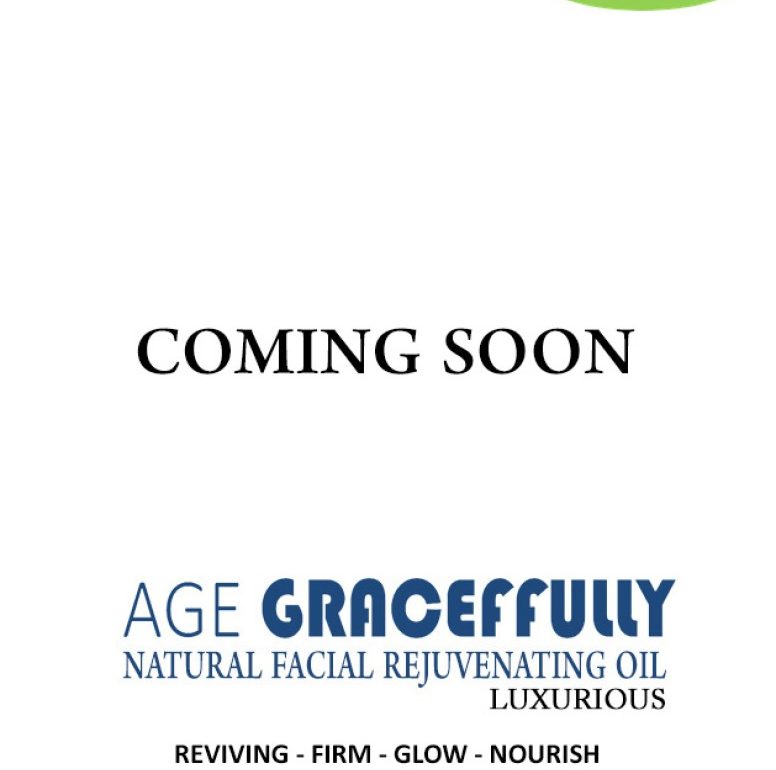 COMING SOON
AGE GRACEFFULLY
NATURAL FACIAL REJUVENATING OIL
LUXURIOUS
REVIVING - FIRM - GLOW - NOURISH